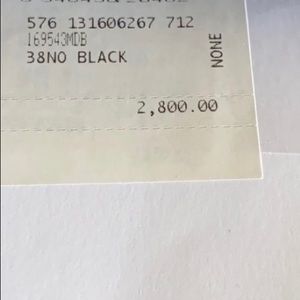 576 131606267 712
169543MDB
38NO BLACK
NONE
2,800.00